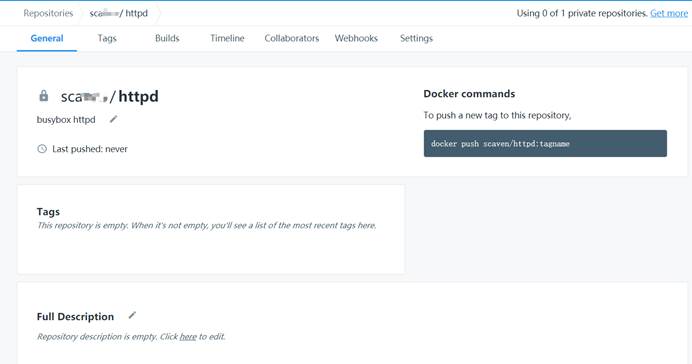 Repositories sca / httpd Using 0 of 1 private repositories. Get more
General Tags Builds Timeline Collaborators Webhooks Settings
sca / httpd
busybox httpd
Last pushed: never
Docker commands
To push a new tag to this repository,
docker push scaven/httpd:tagname
Tags
This repository is empty. When it's not empty, you'll see a list of the most recent tags here.
Full Description
Repository description is empty. Click here to edit.